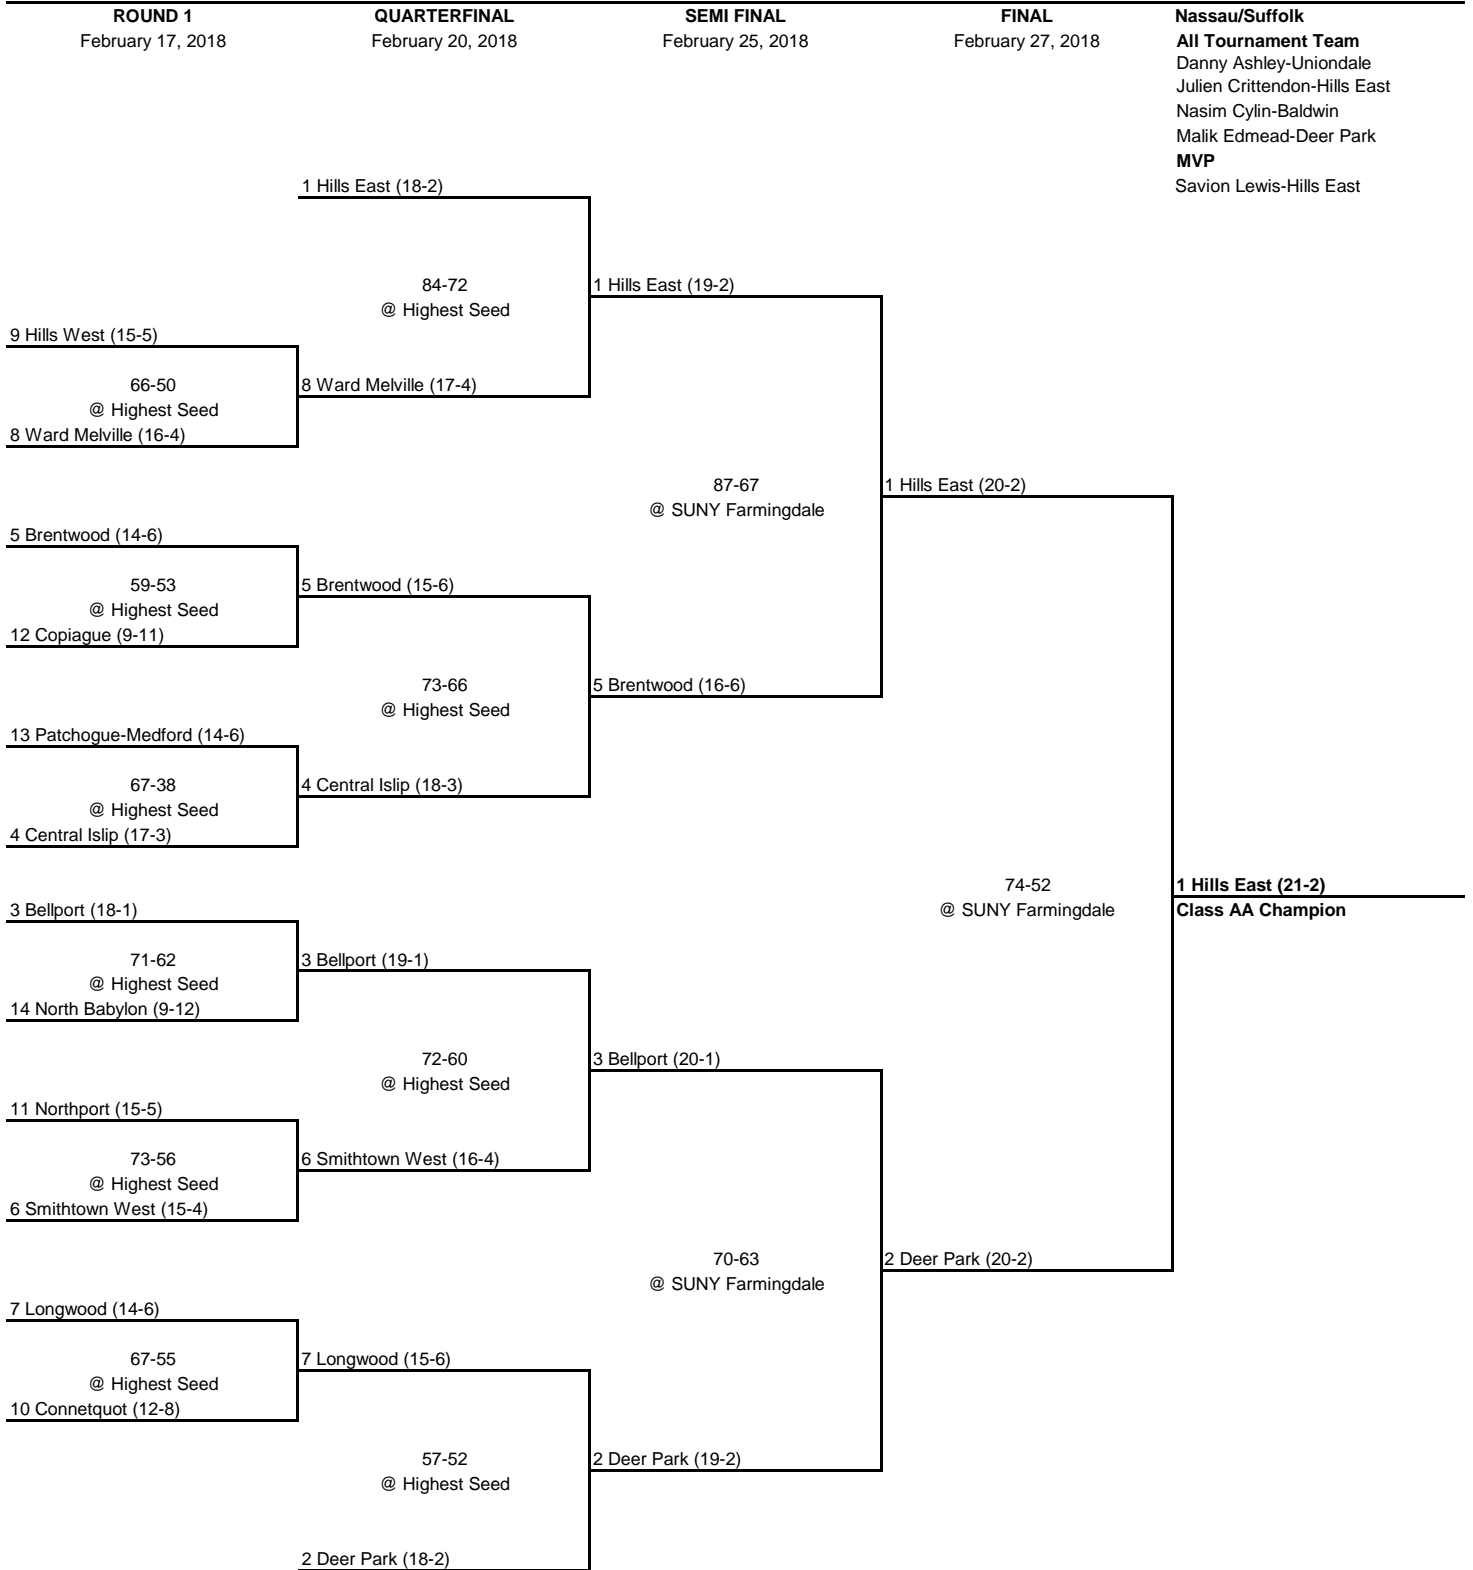 ROUND 1
February 17, 2018
QUARTERFINAL
February 20, 2018
SEMI FINAL
February 25, 2018
FINAL
February 27, 2018
Nassau/Suffolk
All Tournament Team
Danny Ashley-Uniondale
Julien Crittendon-Hills East
Nasim Cylin-Baldwin
Malik Edmead-Deer Park
MVP
Savion Lewis-Hills East
9 Hills West (15-5)
66-50
@ Highest Seed
8 Ward Melville (16-4)
5 Brentwood (14-6)
59-53
@ Highest Seed
12 Copiague (9-11)
13 Patchogue-Medford (14-6)
67-38
@ Highest Seed
4 Central Islip (17-3)
3 Bellport (18-1)
71-62
@ Highest Seed
14 North Babylon (9-12)
11 Northport (15-5)
73-56
@ Highest Seed
6 Smithtown West (15-4)
7 Longwood (14-6)
67-55
@ Highest Seed
10 Connetquot (12-8)
1 Hills East (18-2)
84-72
@ Highest Seed
8 Ward Melville (17-4)
5 Brentwood (15-6)
73-66
@ Highest Seed
4 Central Islip (18-3)
3 Bellport (19-1)
72-60
@ Highest Seed
6 Smithtown West (16-4)
7 Longwood (15-6)
57-52
@ Highest Seed
2 Deer Park (18-2)
1 Hills East (19-2)
87-67
@ SUNY Farmingdale
5 Brentwood (16-6)
3 Bellport (20-1)
70-63
@ SUNY Farmingdale
2 Deer Park (19-2)
1 Hills East (20-2)
74-52
@ SUNY Farmingdale
2 Deer Park (20-2)
1 Hills East (21-2)
Class AA Champion